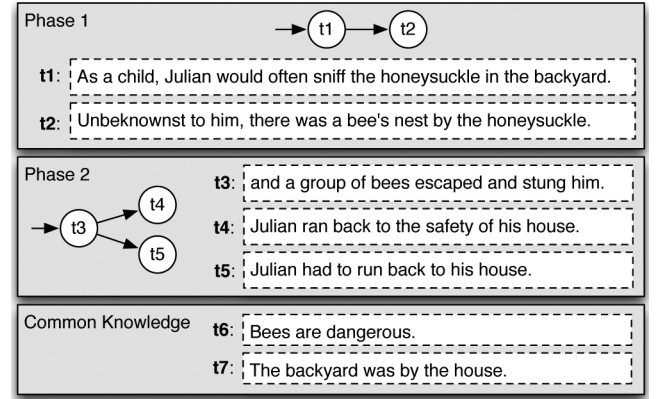 Phase 1
t1 t2
t1: As a child, Julian would often sniff the honeysuckle in the backyard.
t2: Unbeknownst to him, there was a bee's nest by the honeysuckle.
Phase 2
t3
t4
t5
t3: and a group of bees escaped and stung him.
t4: Julian ran back to the safety of his house.
t5: Julian had to run back to his house.
Common Knowledge
t6: Bees are dangerous.
t7: The backyard was by the house.